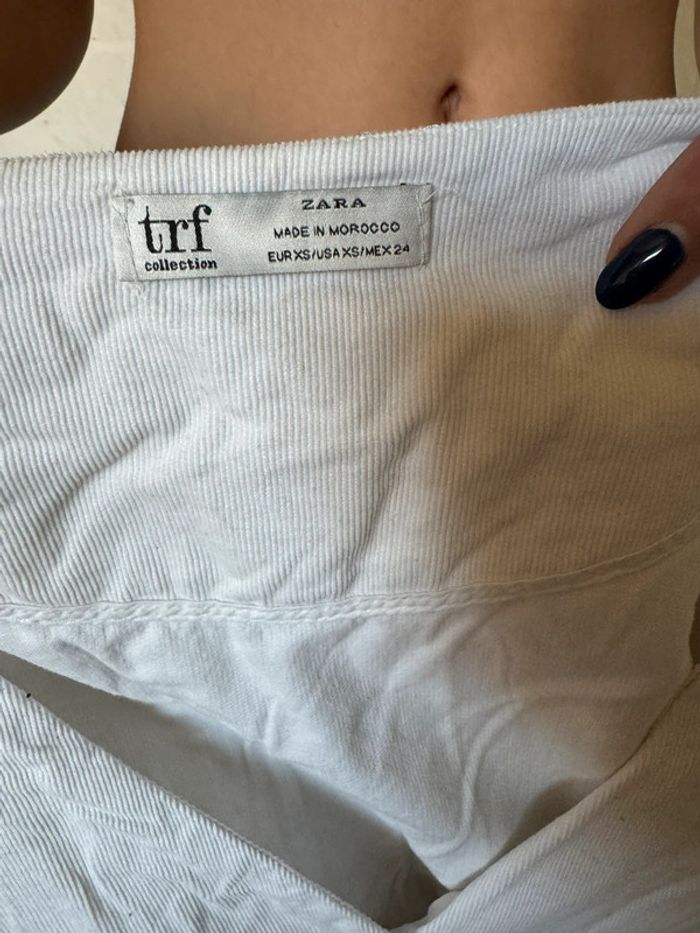 trf
collection
ZARA
MADE IN MOROCCO
EUR XS/USA XS/MEX 24